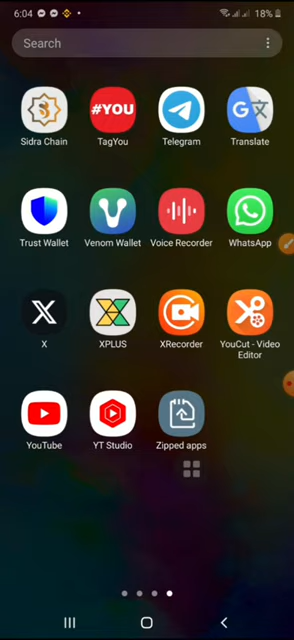 6:04
18%
Search
Sidra Chain
#YOU
TagYou
Telegram
G 文
Translate
Trust Wallet
Venom Wallet
Voice Recorder
WhatsApp
X
XPLUS
XRecorder
YouCut - Video
Editor
YouTube
YT Studio
Zipped apps